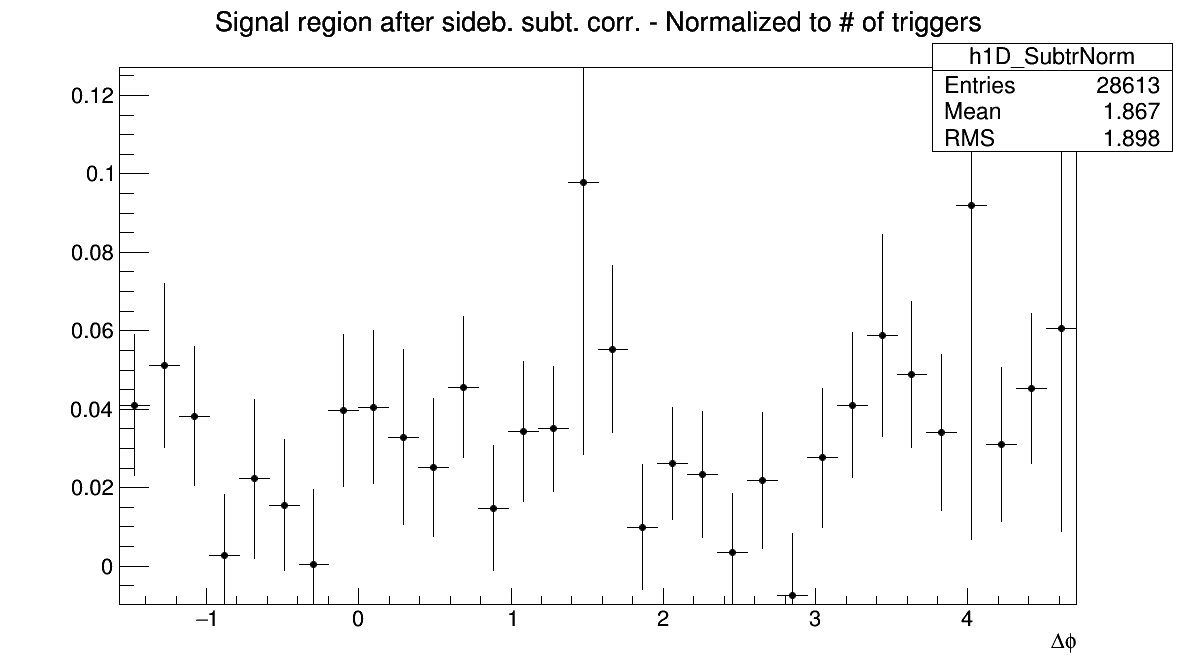 Signal region after sideb. subt. corr. - Normalized to # of triggers
h1D_SubtrNorm
Entries 28613
Mean 1.867
RMS 1.898
0.12
0.1
0.08
0.06
0.04
0.02
0
−1 0 1 2 3 4
Δϕ